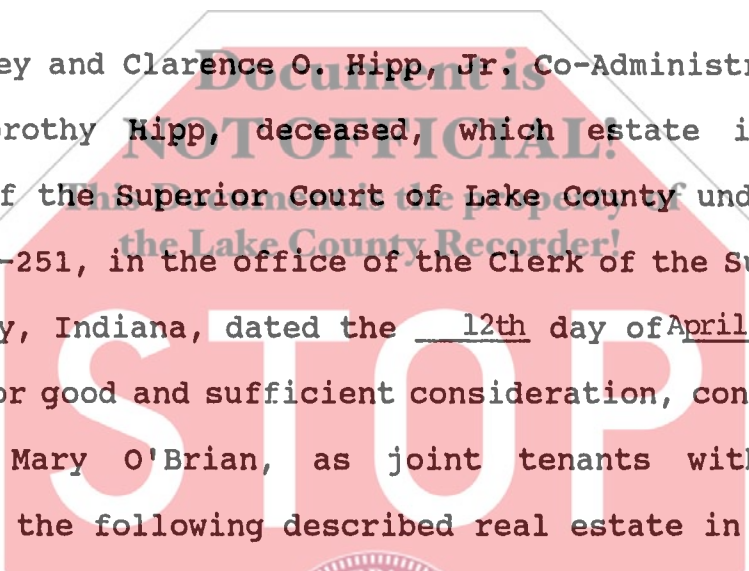 ey and Clarence O. Hipp, Jr. Co-Administr
Document is
orothy Hipp, deceased, which estate i
NOT OFFICIAL!
f the Superior Court of Lake County und
This Document is the property of
-251, in the office of the Clerk of the Su
the Lake County Recorder!
y, Indiana, dated the 12th day of April
or good and sufficient consideration, con
Mary O'Brian, as joint tenants with
the following described real estate in
STOP